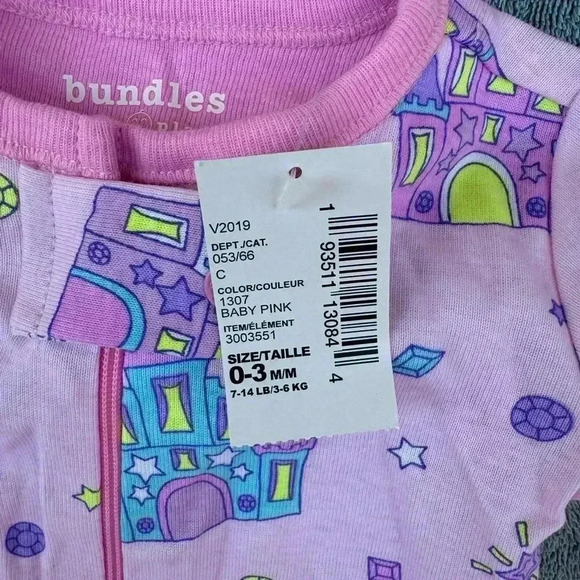 bundles
V2019
DEPT./CAT.
053/66
C
COLOR/COULEUR
1307
BABY PINK
ITEM/ÉLÉMENT
3003551
SIZE/TAILLE
0-3 M/M
7-14 LB/3-6 KG
1 93511 13084 4